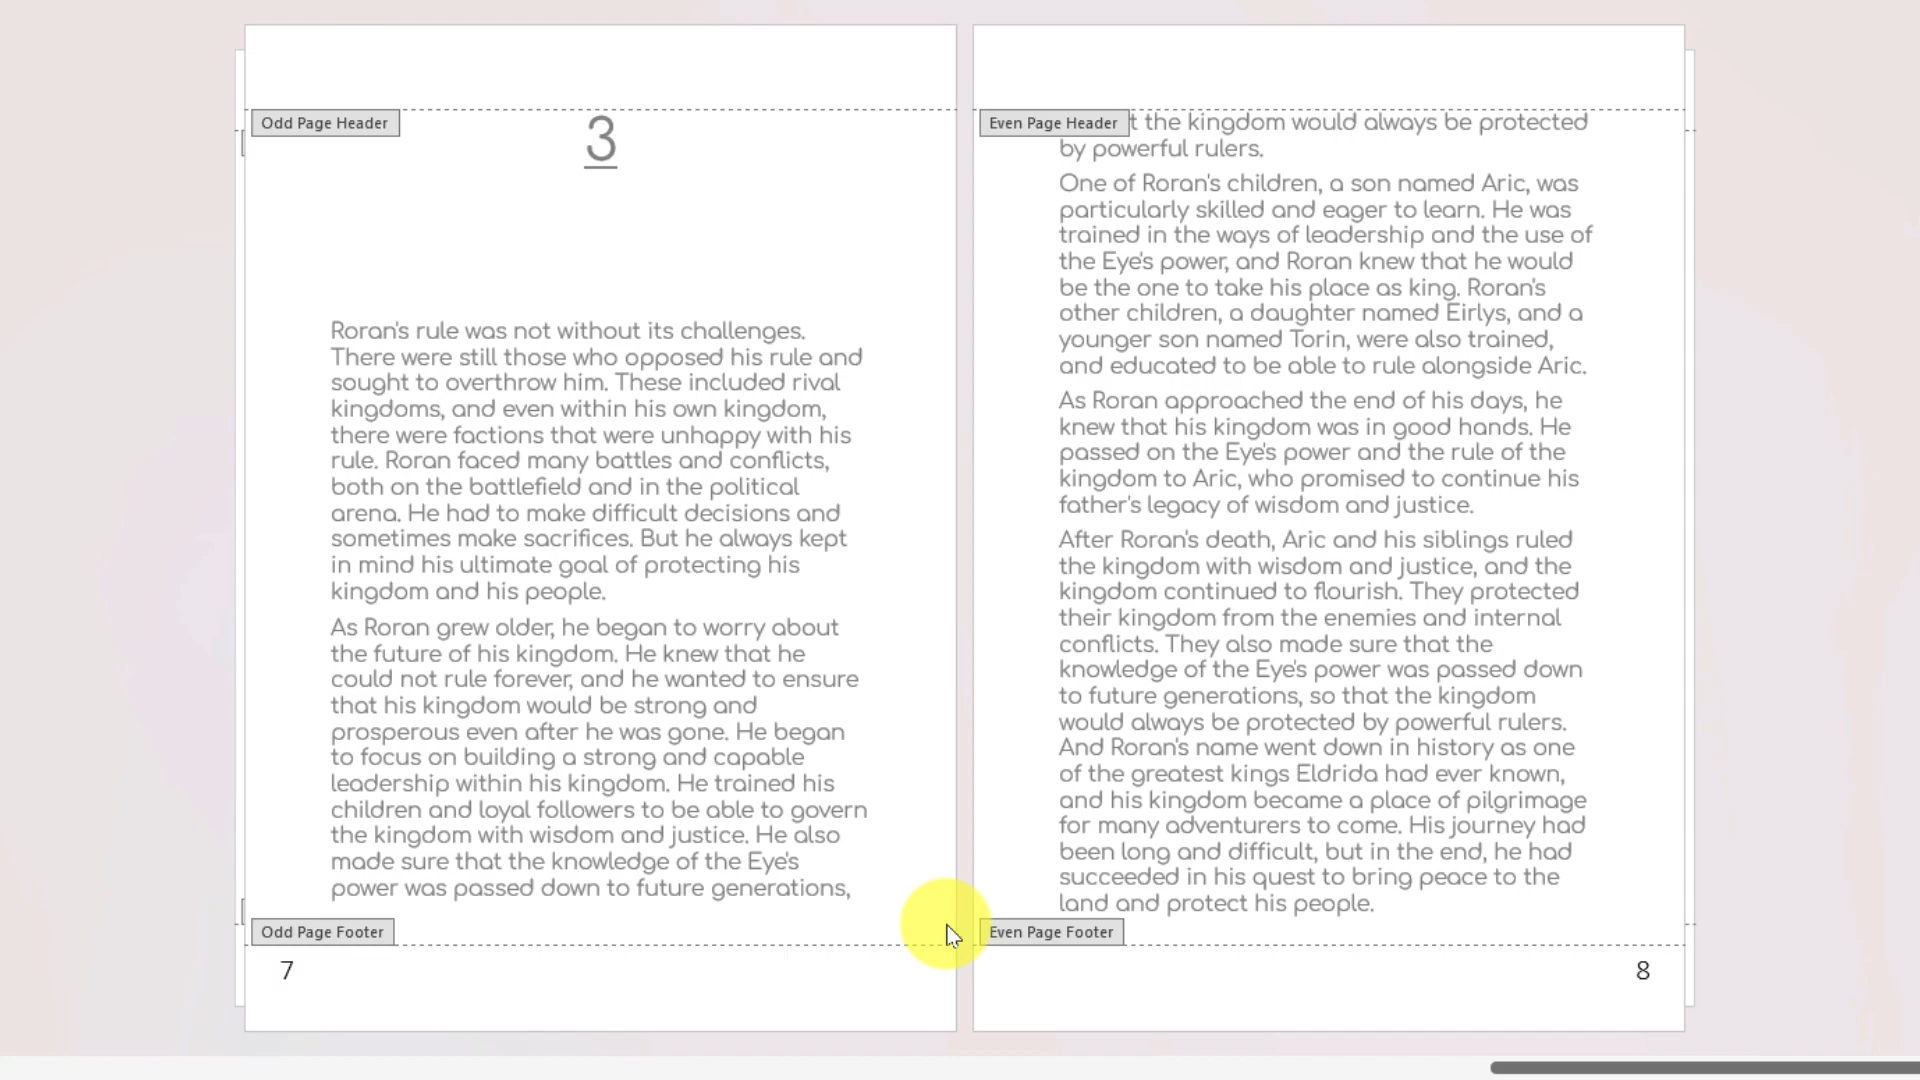 Odd Page Header
3
Roran's rule was not without its challenges.
There were still those who opposed his rule and
sought to overthrow him. These included rival
kingdoms, and even within his own kingdom,
there were factions that were unhappy with his
rule. Roran faced many battles and conflicts,
both on the battlefield and in the political
arena. He had to make difficult decisions and
sometimes make sacrifices. But he always kept
in mind his ultimate goal of protecting his
kingdom and his people.
As Roran grew older, he began to worry about
the future of his kingdom. He knew that he
could not rule forever, and he wanted to ensure
that his kingdom would be strong and
prosperous even after he was gone. He began
to focus on building a strong and capable
leadership within his kingdom. He trained his
children and loyal followers to be able to govern
the kingdom with wisdom and justice. He also
made sure that the knowledge of the Eye's
power was passed down to future generations,
Odd Page Footer
7
Even Page Header
the kingdom would always be protected
by powerful rulers.
One of Roran's children, a son named Aric, was
particularly skilled and eager to learn. He was
trained in the ways of leadership and the use of
the Eye's power, and Roran knew that he would
be the one to take his place as king. Roran's
other children, a daughter named Eirlys, and a
younger son named Torin, were also trained,
and educated to be able to rule alongside Aric.
As Roran approached the end of his days, he
knew that his kingdom was in good hands. He
passed on the Eye's power and the rule of the
kingdom to Aric, who promised to continue his
father's legacy of wisdom and justice.
After Roran's death, Aric and his siblings ruled
the kingdom with wisdom and justice, and the
kingdom continued to flourish. They protected
their kingdom from the enemies and internal
conflicts. They also made sure that the
knowledge of the Eye's power was passed down
to future generations, so that the kingdom
would always be protected by powerful rulers.
And Roran's name went down in history as one
of the greatest kings Eldrida had ever known,
and his kingdom became a place of pilgrimage
for many adventurers to come. His journey had
been long and difficult, but in the end, he had
succeeded in his quest to bring peace to the
land and protect his people.
Even Page Footer
8